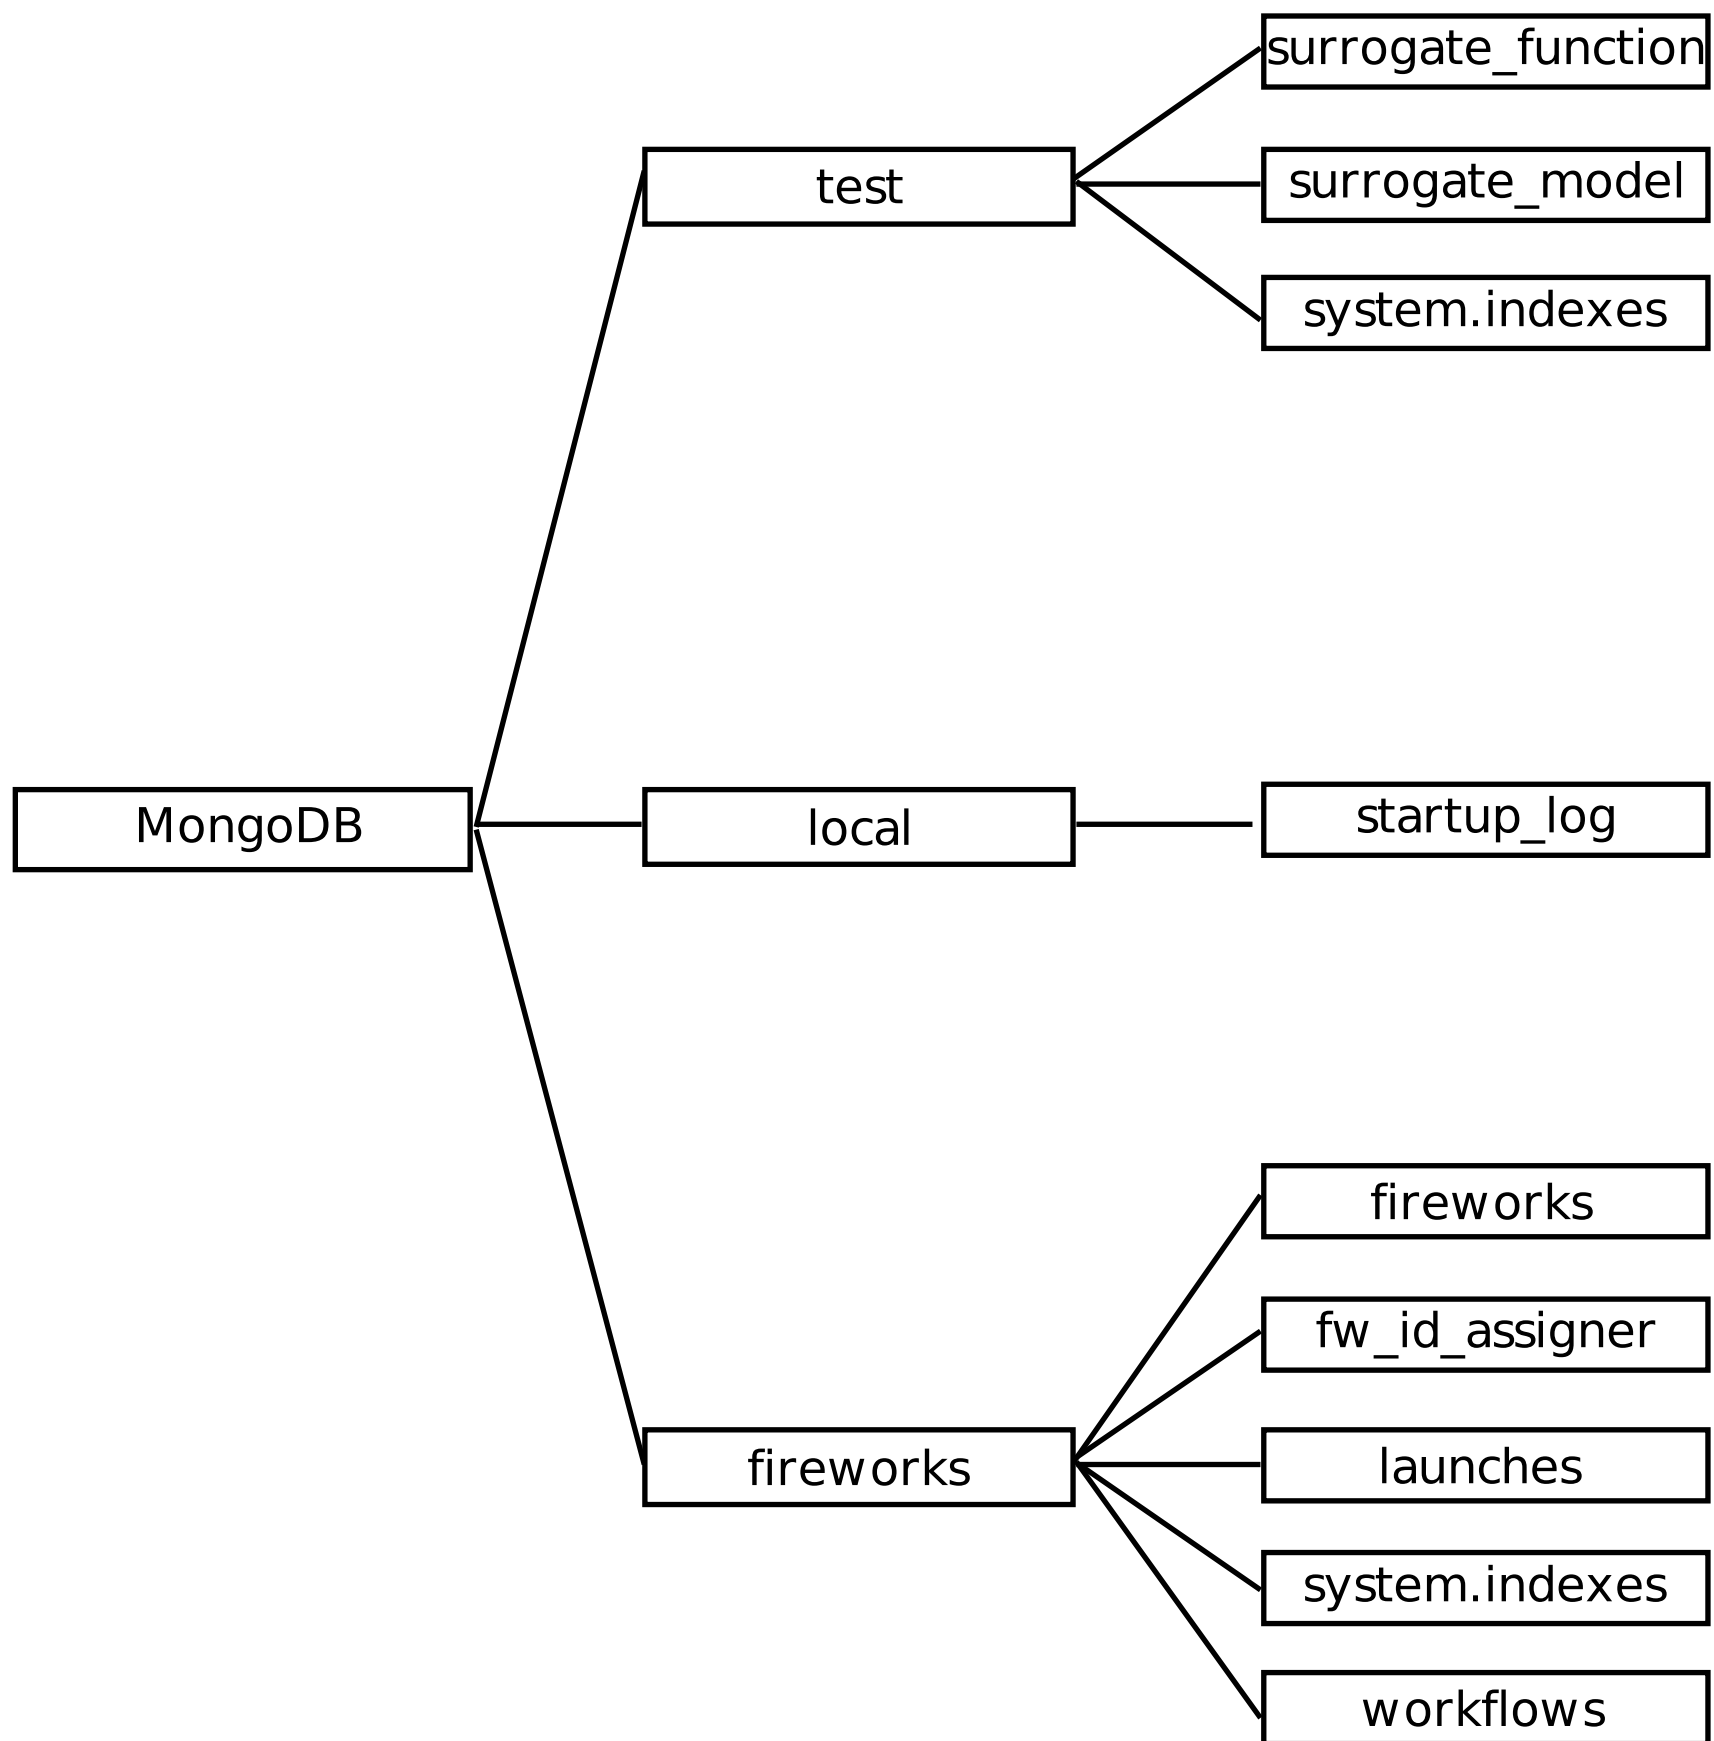 surrogate_function
test
surrogate_model
system.indexes
MongoDB
local
startup_log
fireworks
fw_id_assigner
fireworks
launches
system.indexes
workflows